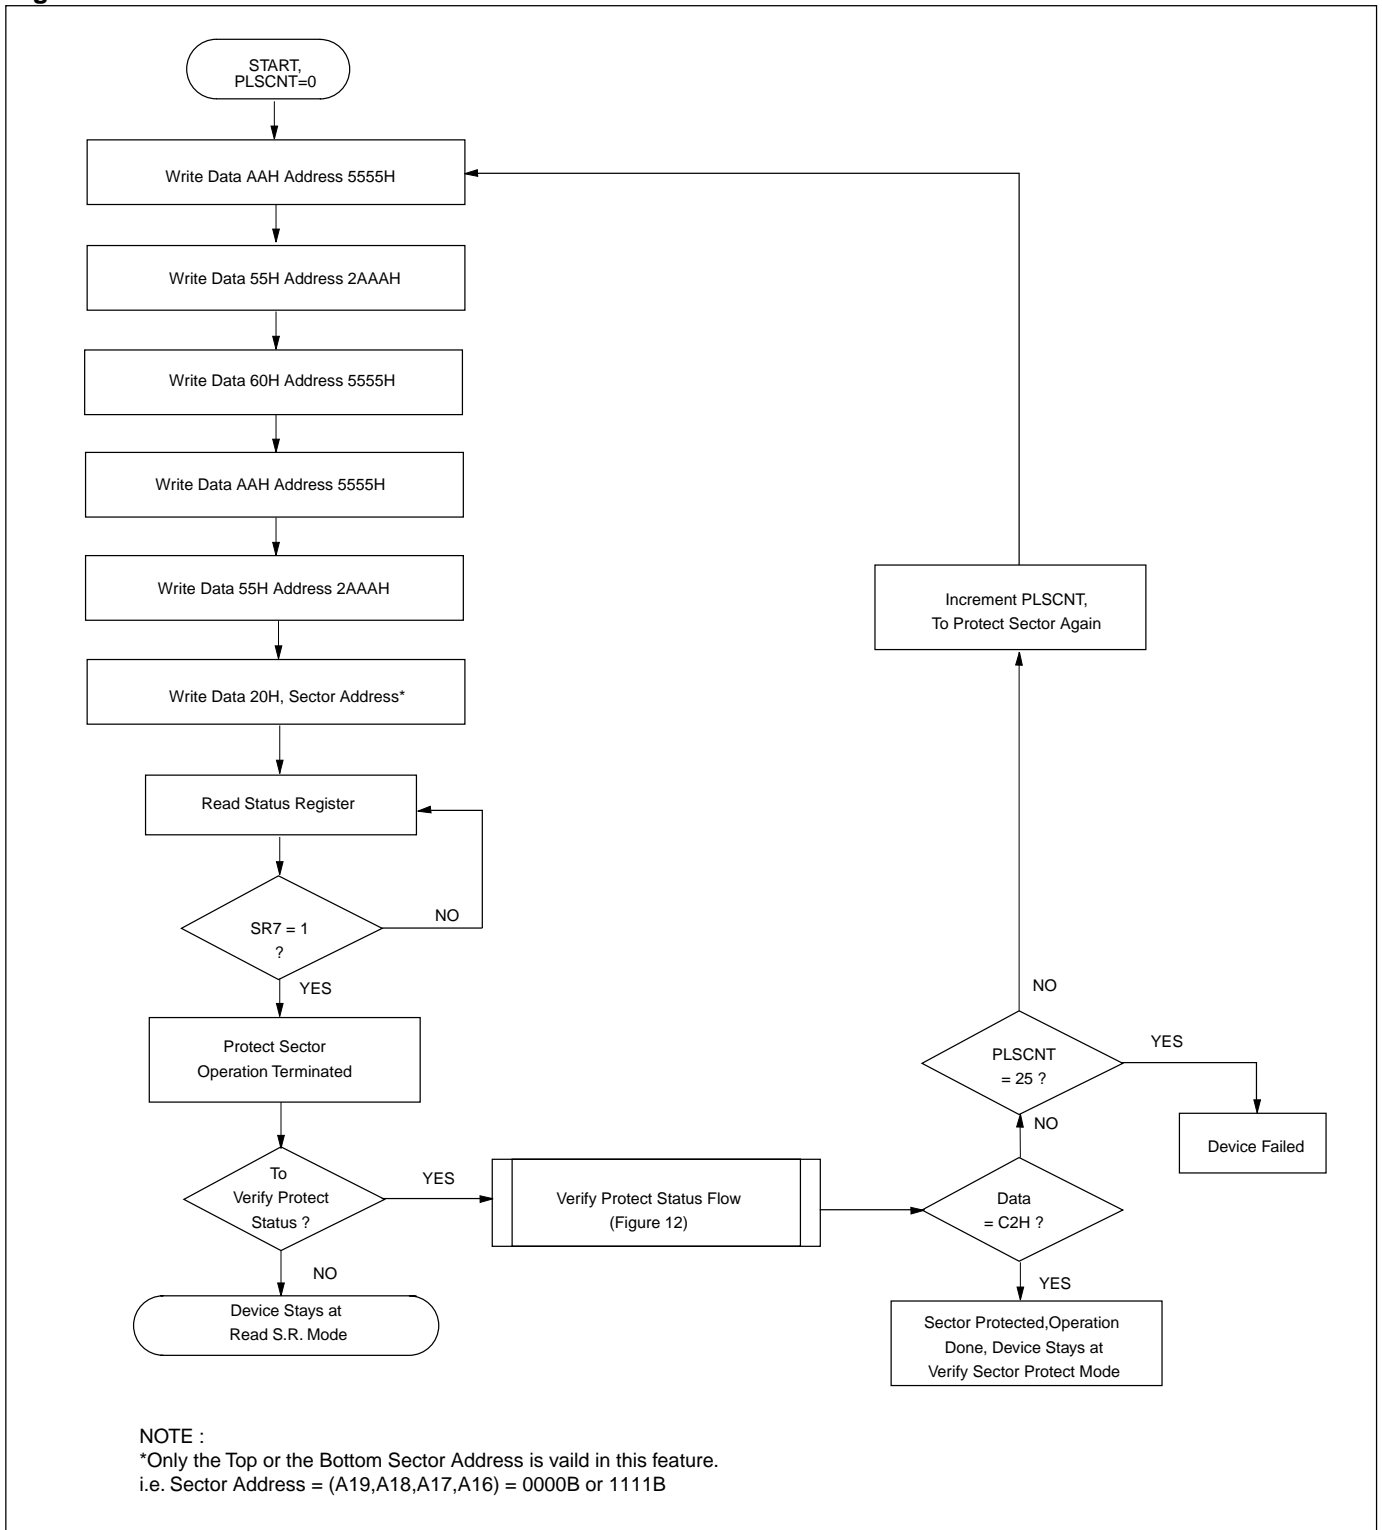 START,
PLSCNT=0
Write Data AAH Address 5555H
Write Data 55H Address 2AAAH
Write Data 60H Address 5555H
Write Data AAH Address 5555H
Write Data 55H Address 2AAAH
Write Data 20H, Sector Address*
Read Status Register
NO
SR7 = 1
?
YES
Protect Sector
Operation Terminated
To
Verify Protect
Status ?
YES
NO
Device Stays at
Read S.R. Mode
Verify Protect Status Flow
(Figure 12)
Increment PLSCNT,
To Protect Sector Again
NO
PLSCNT
= 25 ?
YES
Device Failed
NO
Data
= C2H ?
YES
Sector Protected,Operation
Done, Device Stays at
Verify Sector Protect Mode
NOTE :
*Only the Top or the Bottom Sector Address is vaild in this feature.
i.e. Sector Address = (A19,A18,A17,A16) = 0000B or 1111B